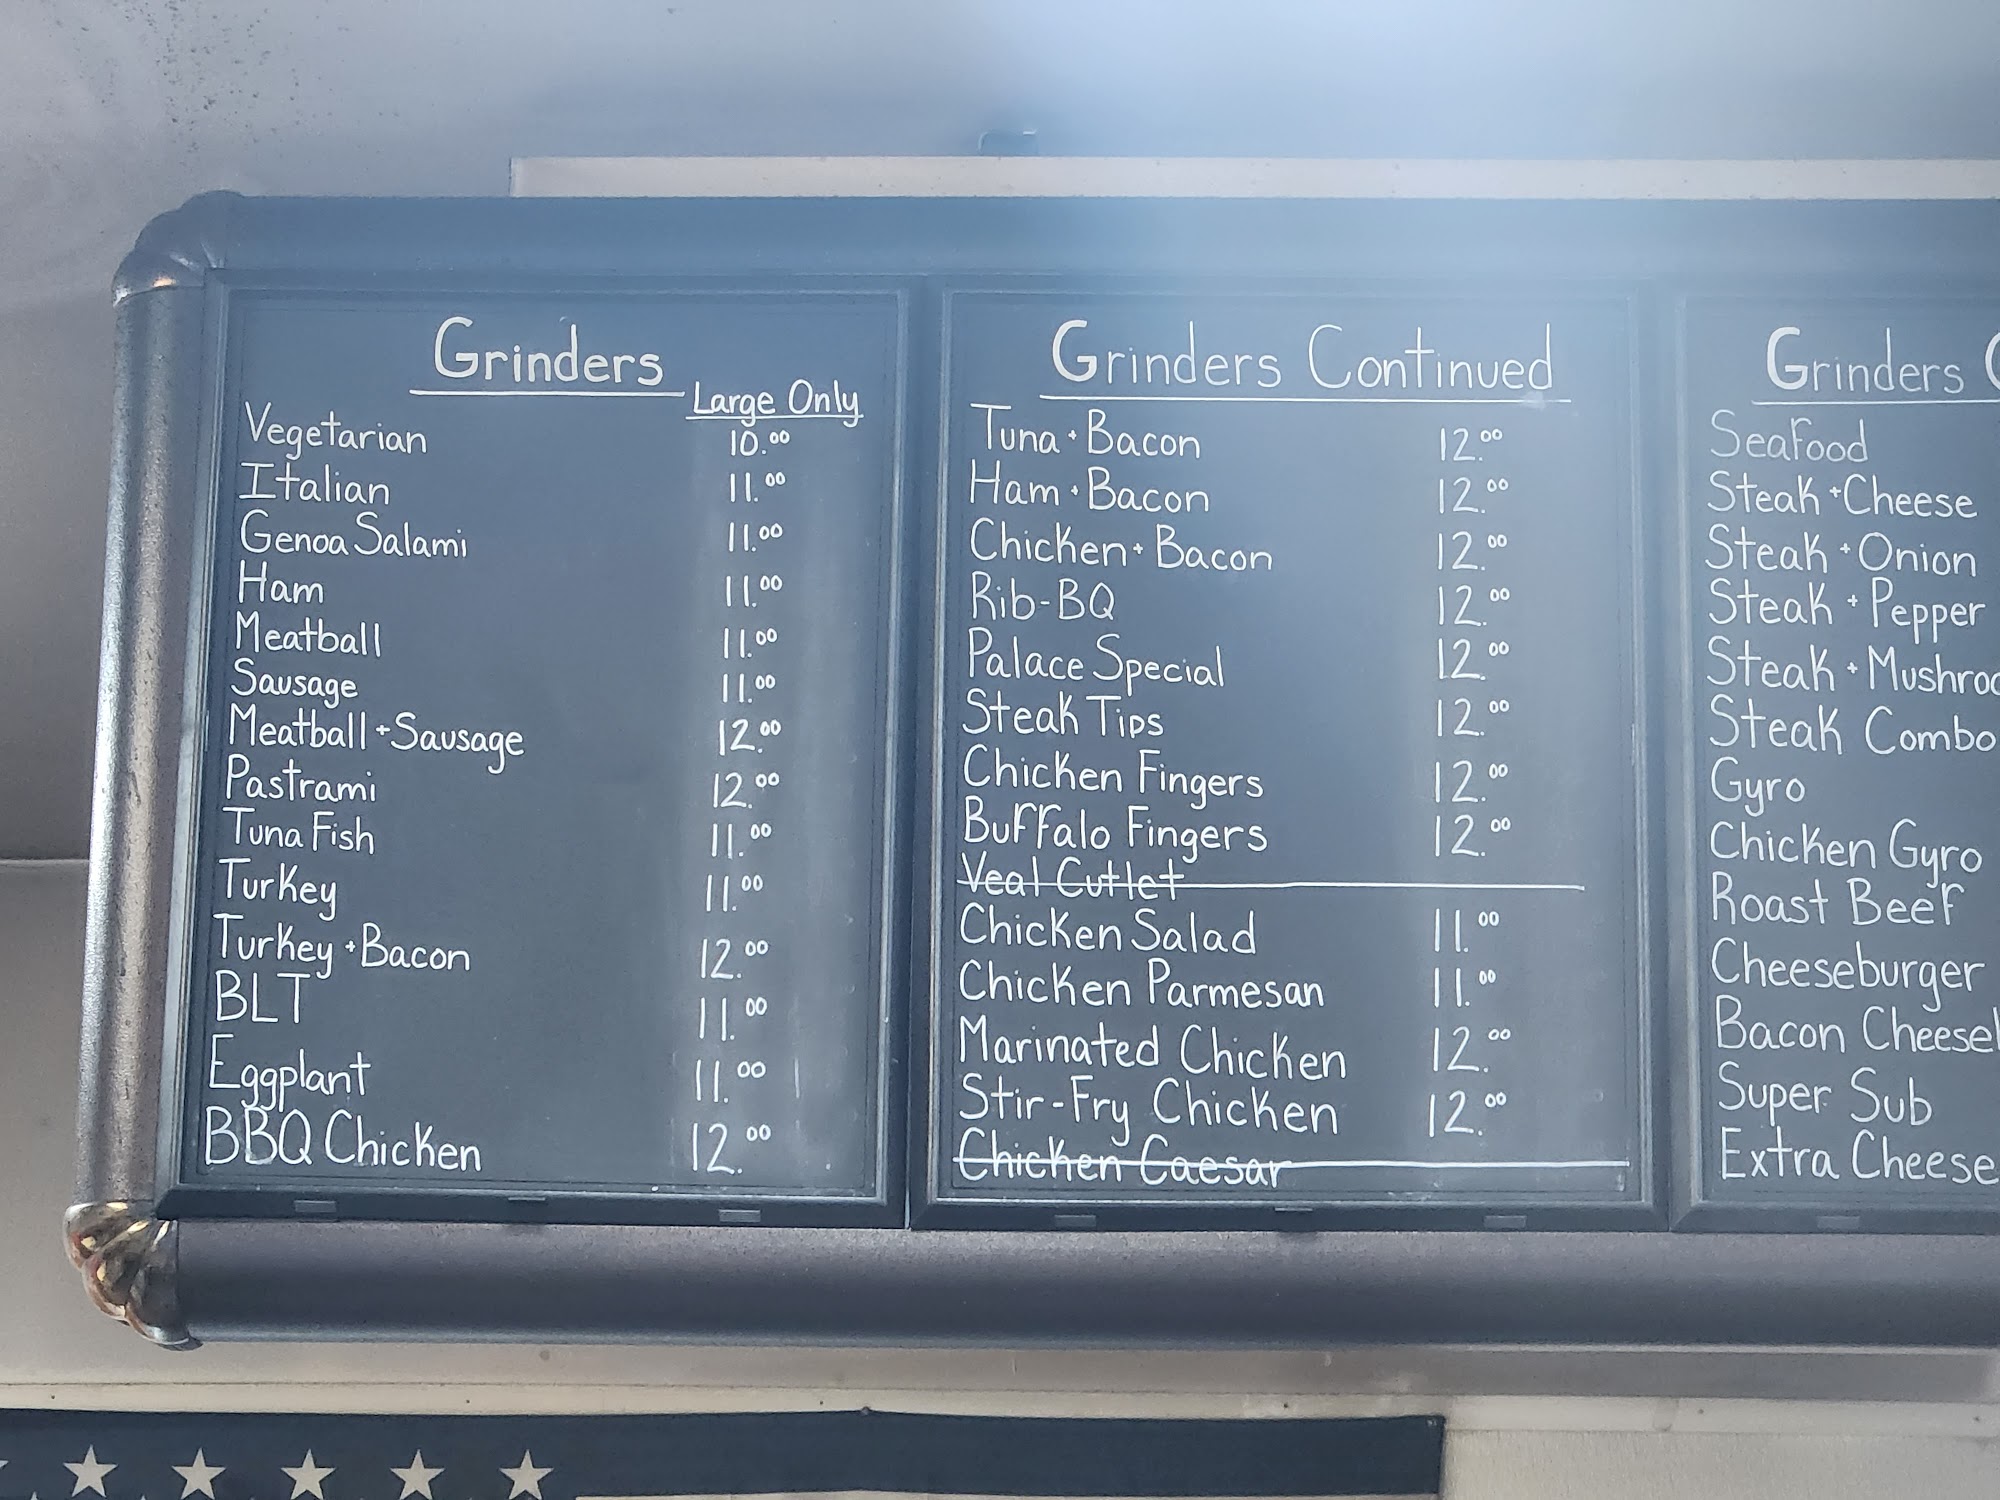 Grinders
Large Only
Vegetarian 10.00
Italian 11.00
Genoa Salami 11.00
Ham 11.00
Meatball 11.00
Sausage 11.00
Meatball + Sausage 12.00
Pastrami 12.00
Tuna Fish 11.00
Turkey 11.00
Turkey + Bacon 12.00
BLT 11.00
Eggplant 11.00
BBQ Chicken 12.00
Grinders Continued
Tuna + Bacon 12.00
Ham + Bacon 12.00
Chicken + Bacon 12.00
Rib-BQ 12.00
Palace Special 12.00
Steak Tips 12.00
Chicken Fingers 12.00
Buffalo Fingers 12.00
Veal Cutlet
Chicken Salad 11.00
Chicken Parmesan 11.00
Marinated Chicken 12.00
Stir-Fry Chicken 12.00
Chicken Caesar
Grinders
Seafood
Steak + Cheese
Steak + Onion
Steak + Pepper
Steak + Mushroo
Steak Combo
Gyro
Chicken Gyro
Roast Beef
Cheeseburger
Bacon Cheese
Super Sub
Extra Cheese